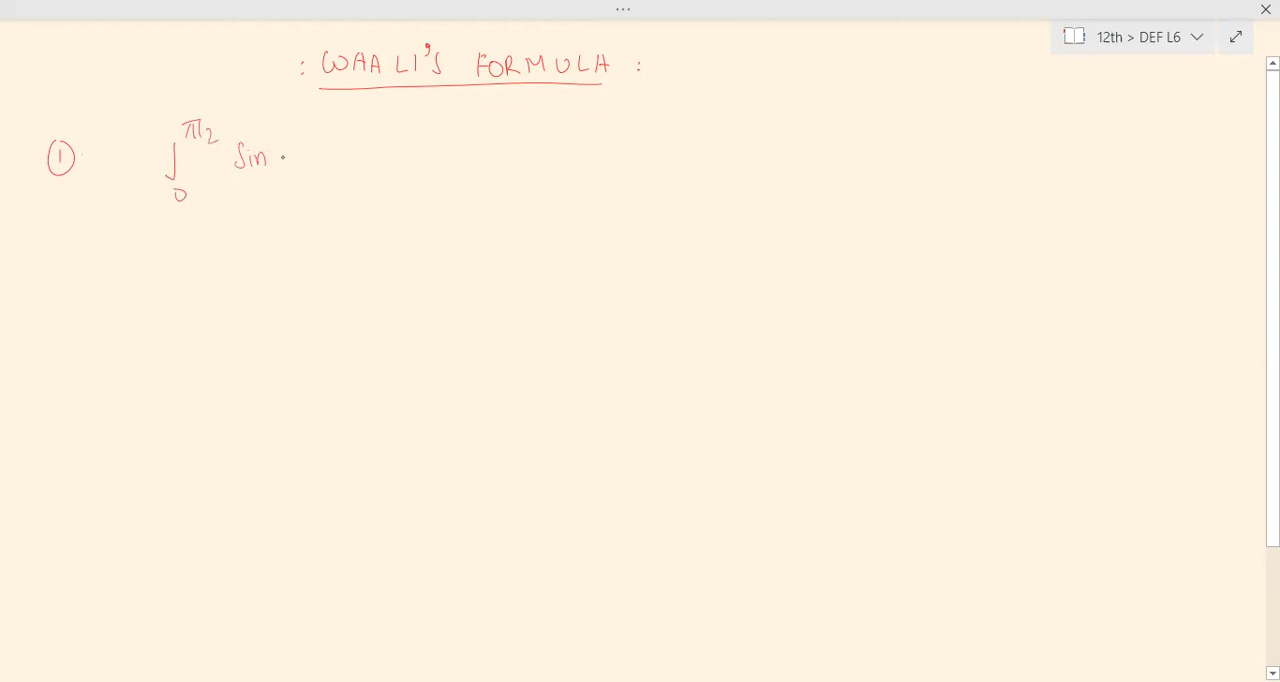 12th > DEF L6
: WAALI'S FORMULA :
① ∫₀^π/2 sin